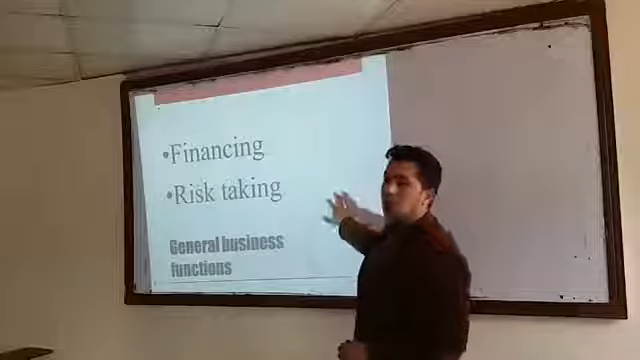 •Financing
•Risk taking
General business
functions